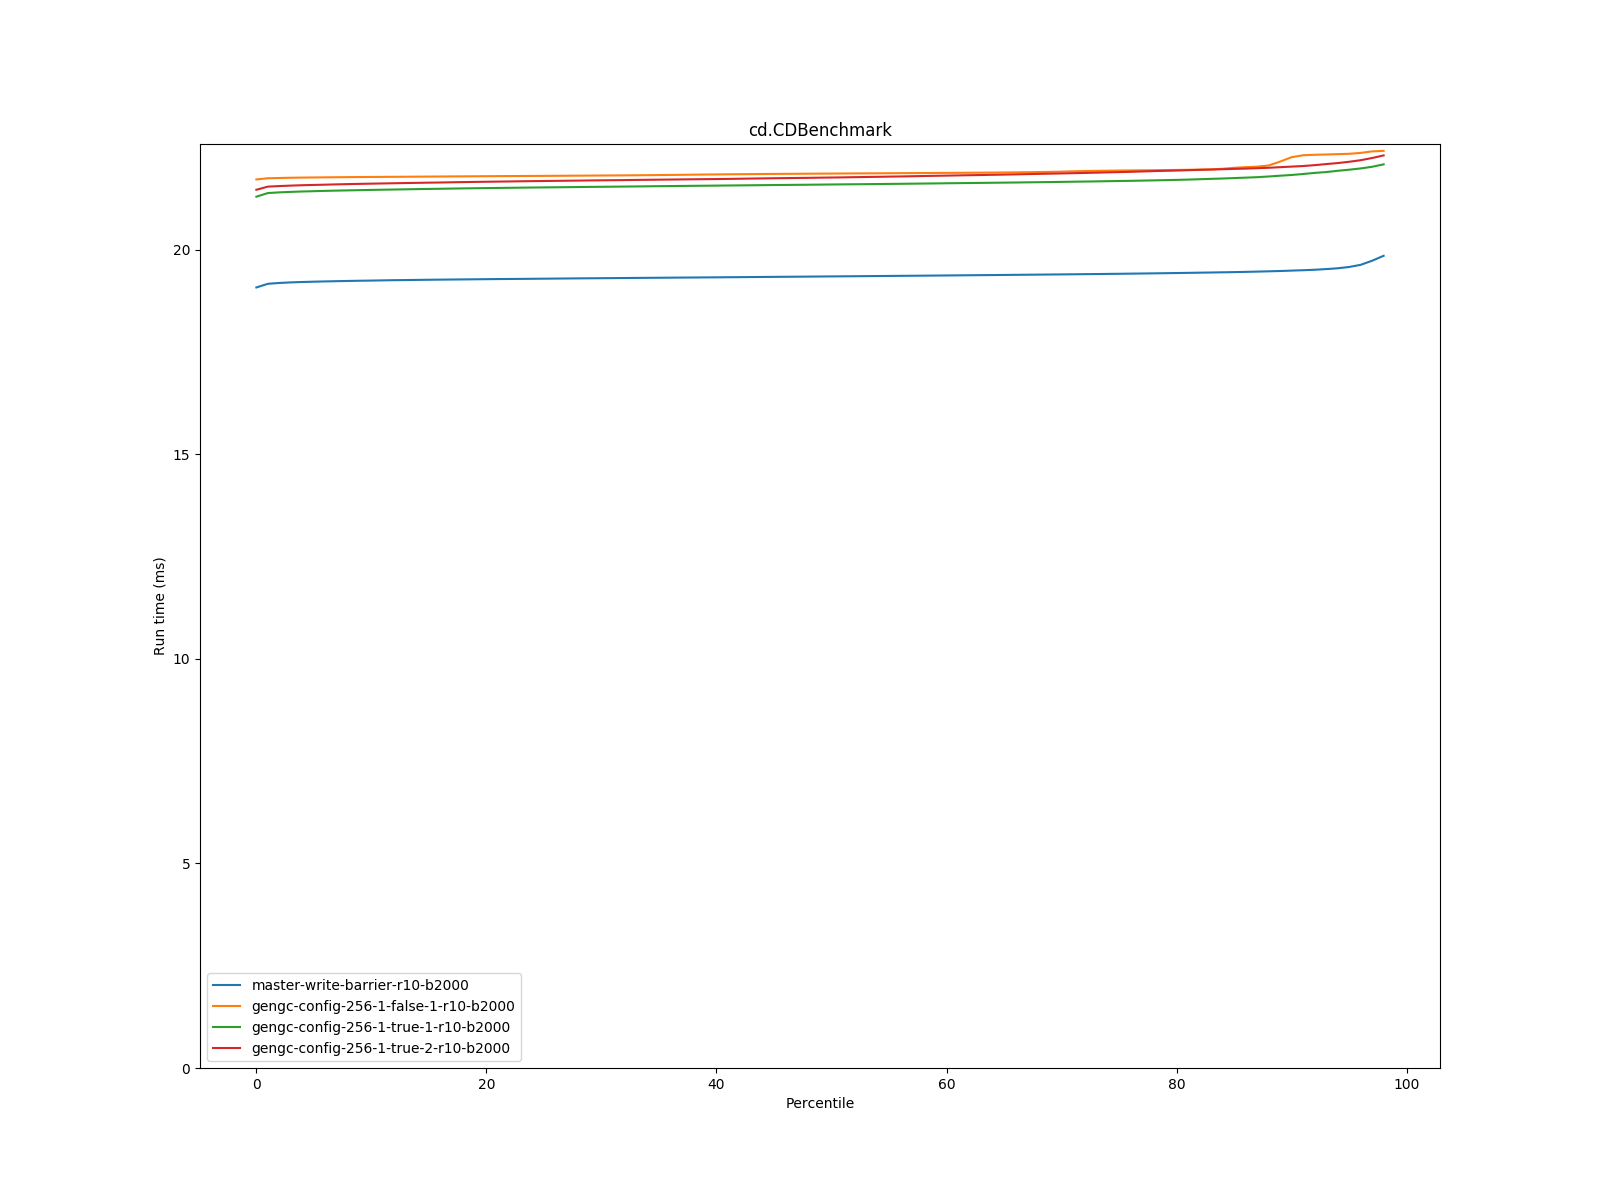 cd.CDBenchmark
Run time (ms)
20
15
10
5
0
master-write-barrier-r10-b2000
gengc-config-256-1-false-1-r10-b2000
gengc-config-256-1-true-1-r10-b2000
gengc-config-256-1-true-2-r10-b2000
0 20 40 60 80 100
Percentile